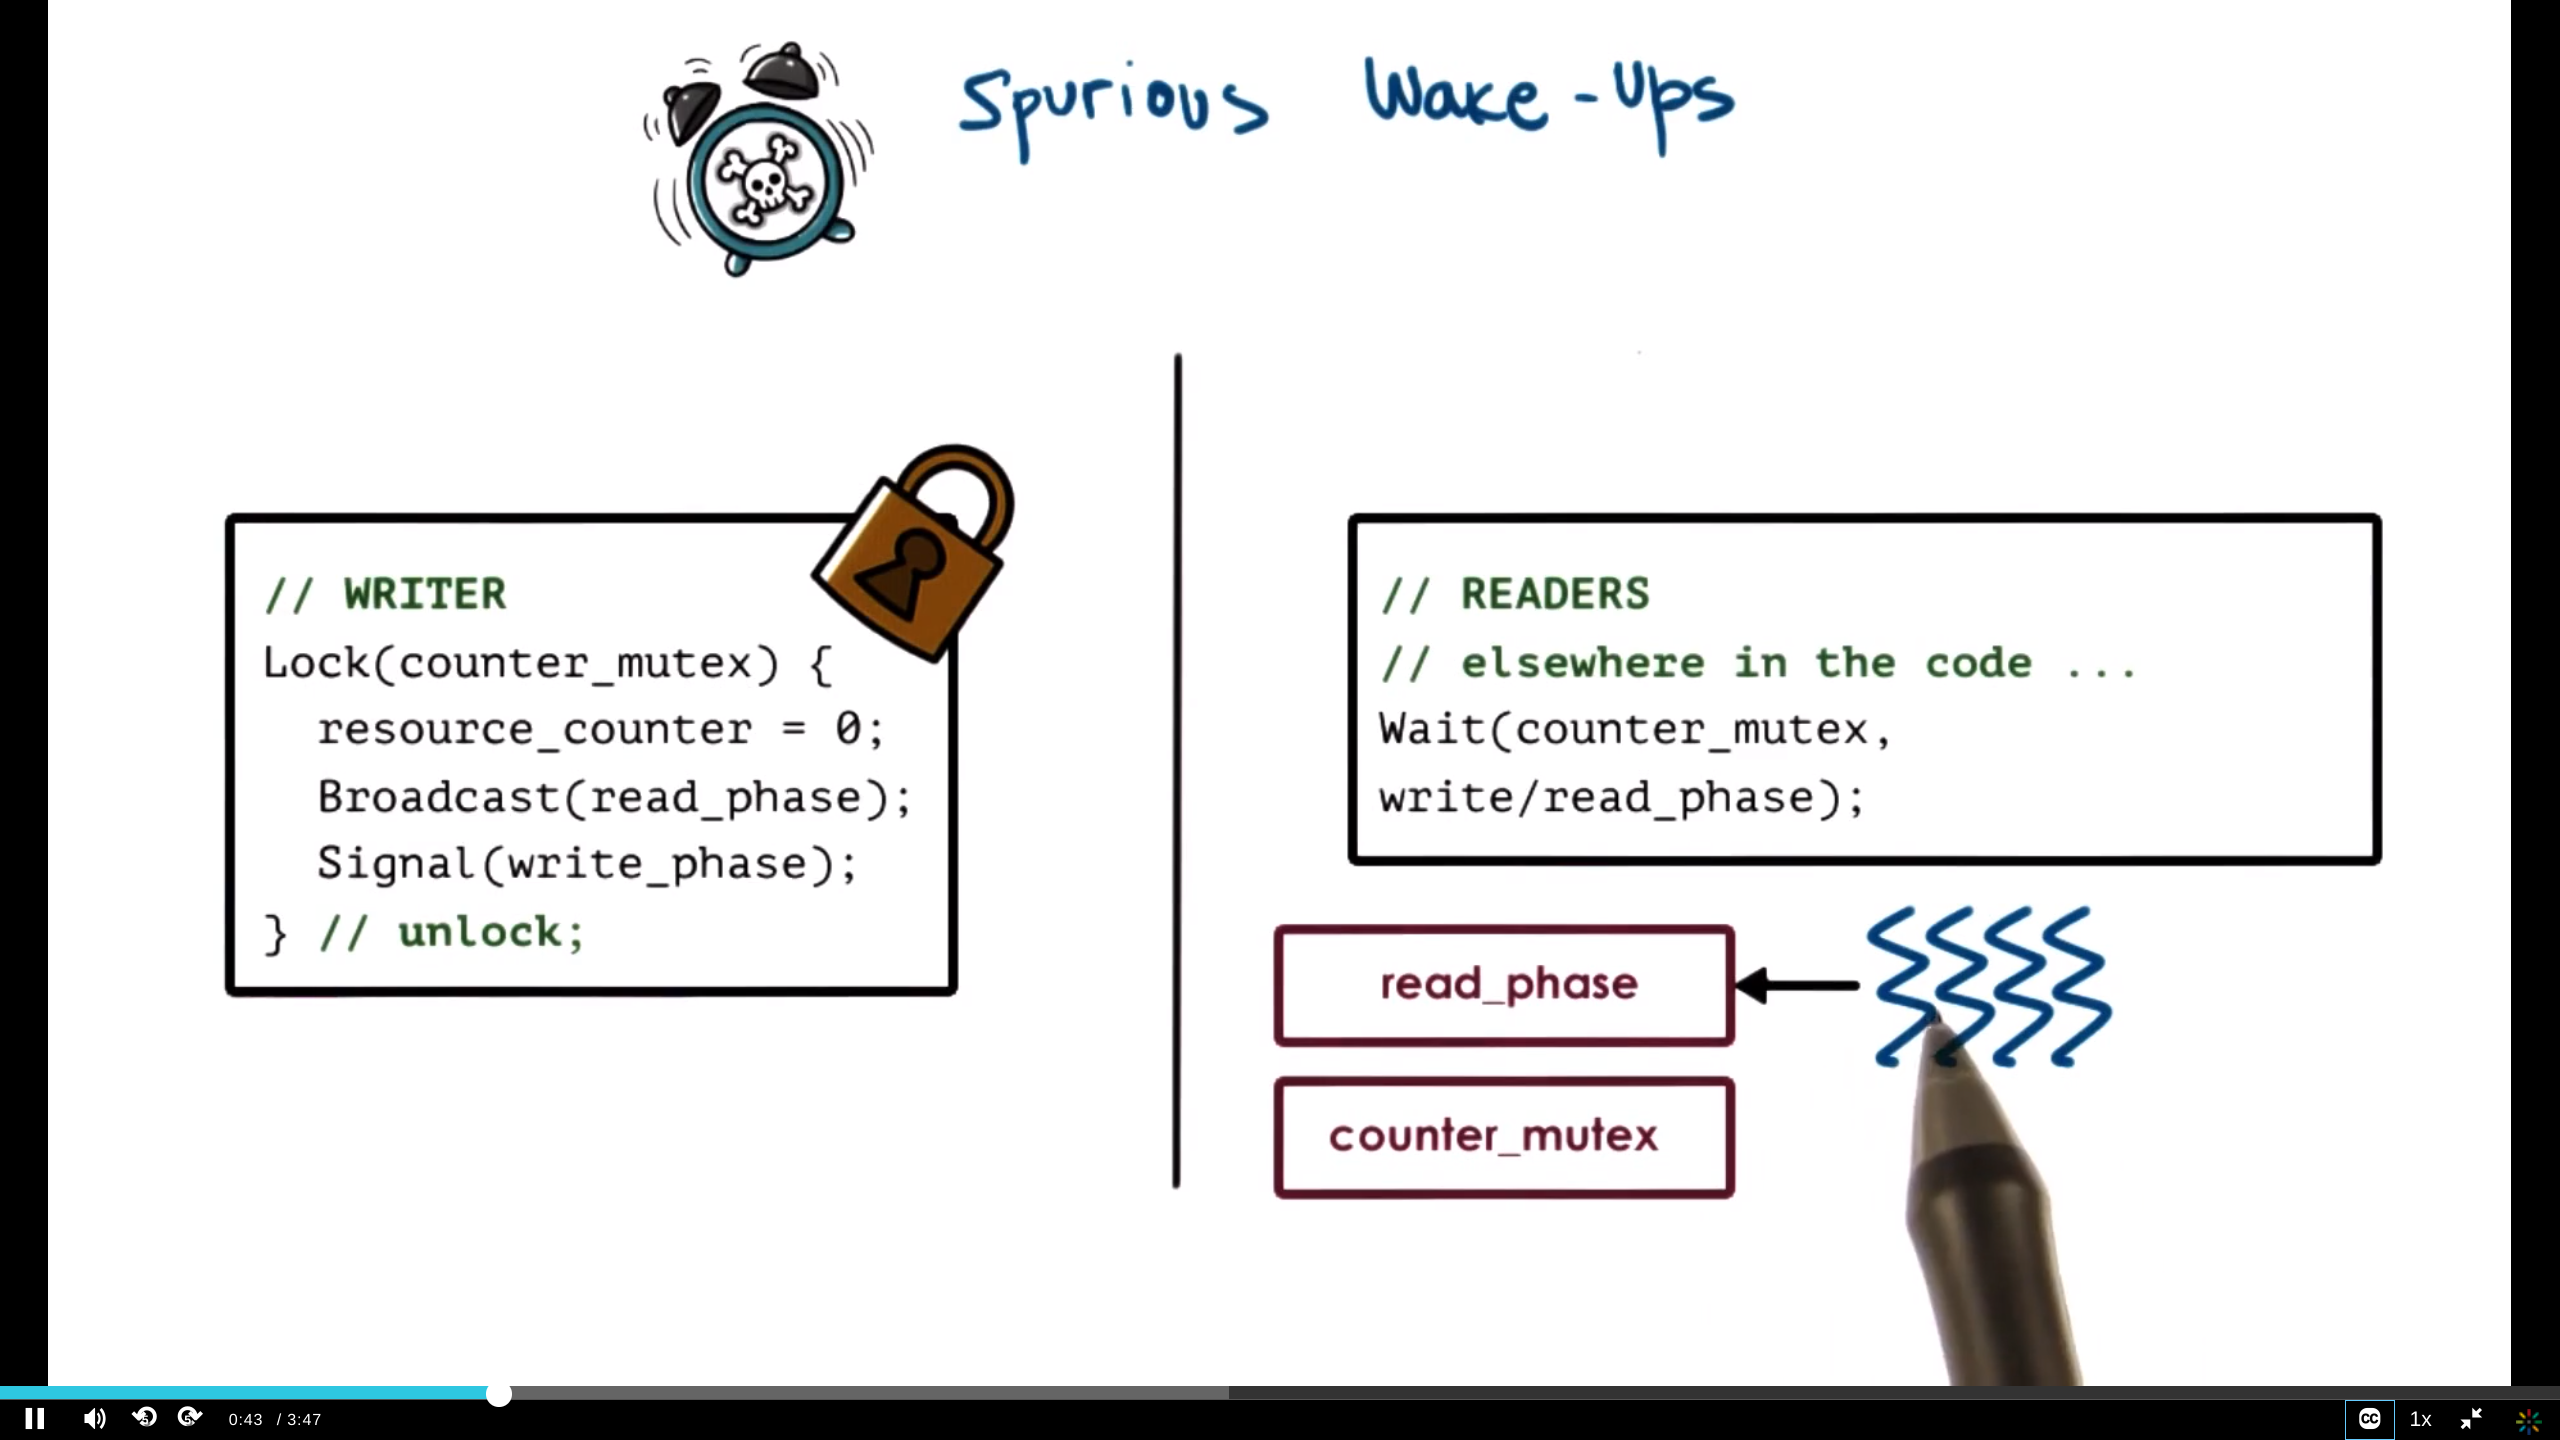 Spurious Wake-Ups
// WRITER
Lock(counter_mutex) {
  resource_counter = 0;
  Broadcast(read_phase);
  Signal(write_phase);
} // unlock;
// READERS
// elsewhere in the code ...
Wait(counter_mutex,
write/read_phase);
read_phase
counter_mutex
0:43 / 3:47
CC
1x